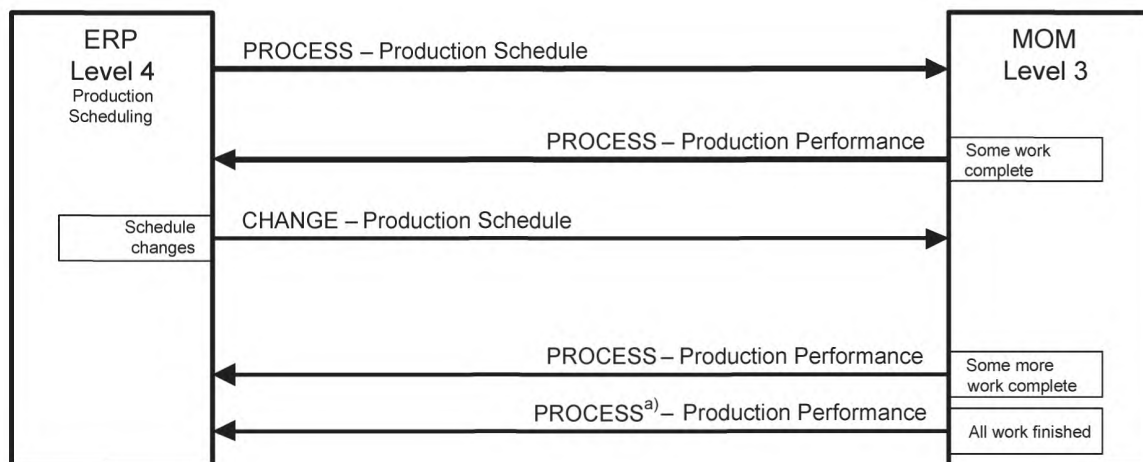 ERP
Level 4
Production
Scheduling
PROCESS – Production Schedule
MOM
Level 3
PROCESS – Production Performance
Some work
complete
Schedule
changes
CHANGE – Production Schedule
PROCESS – Production Performance
Some more
work complete
PROCESSᵃ⁾ – Production Performance
All work finished